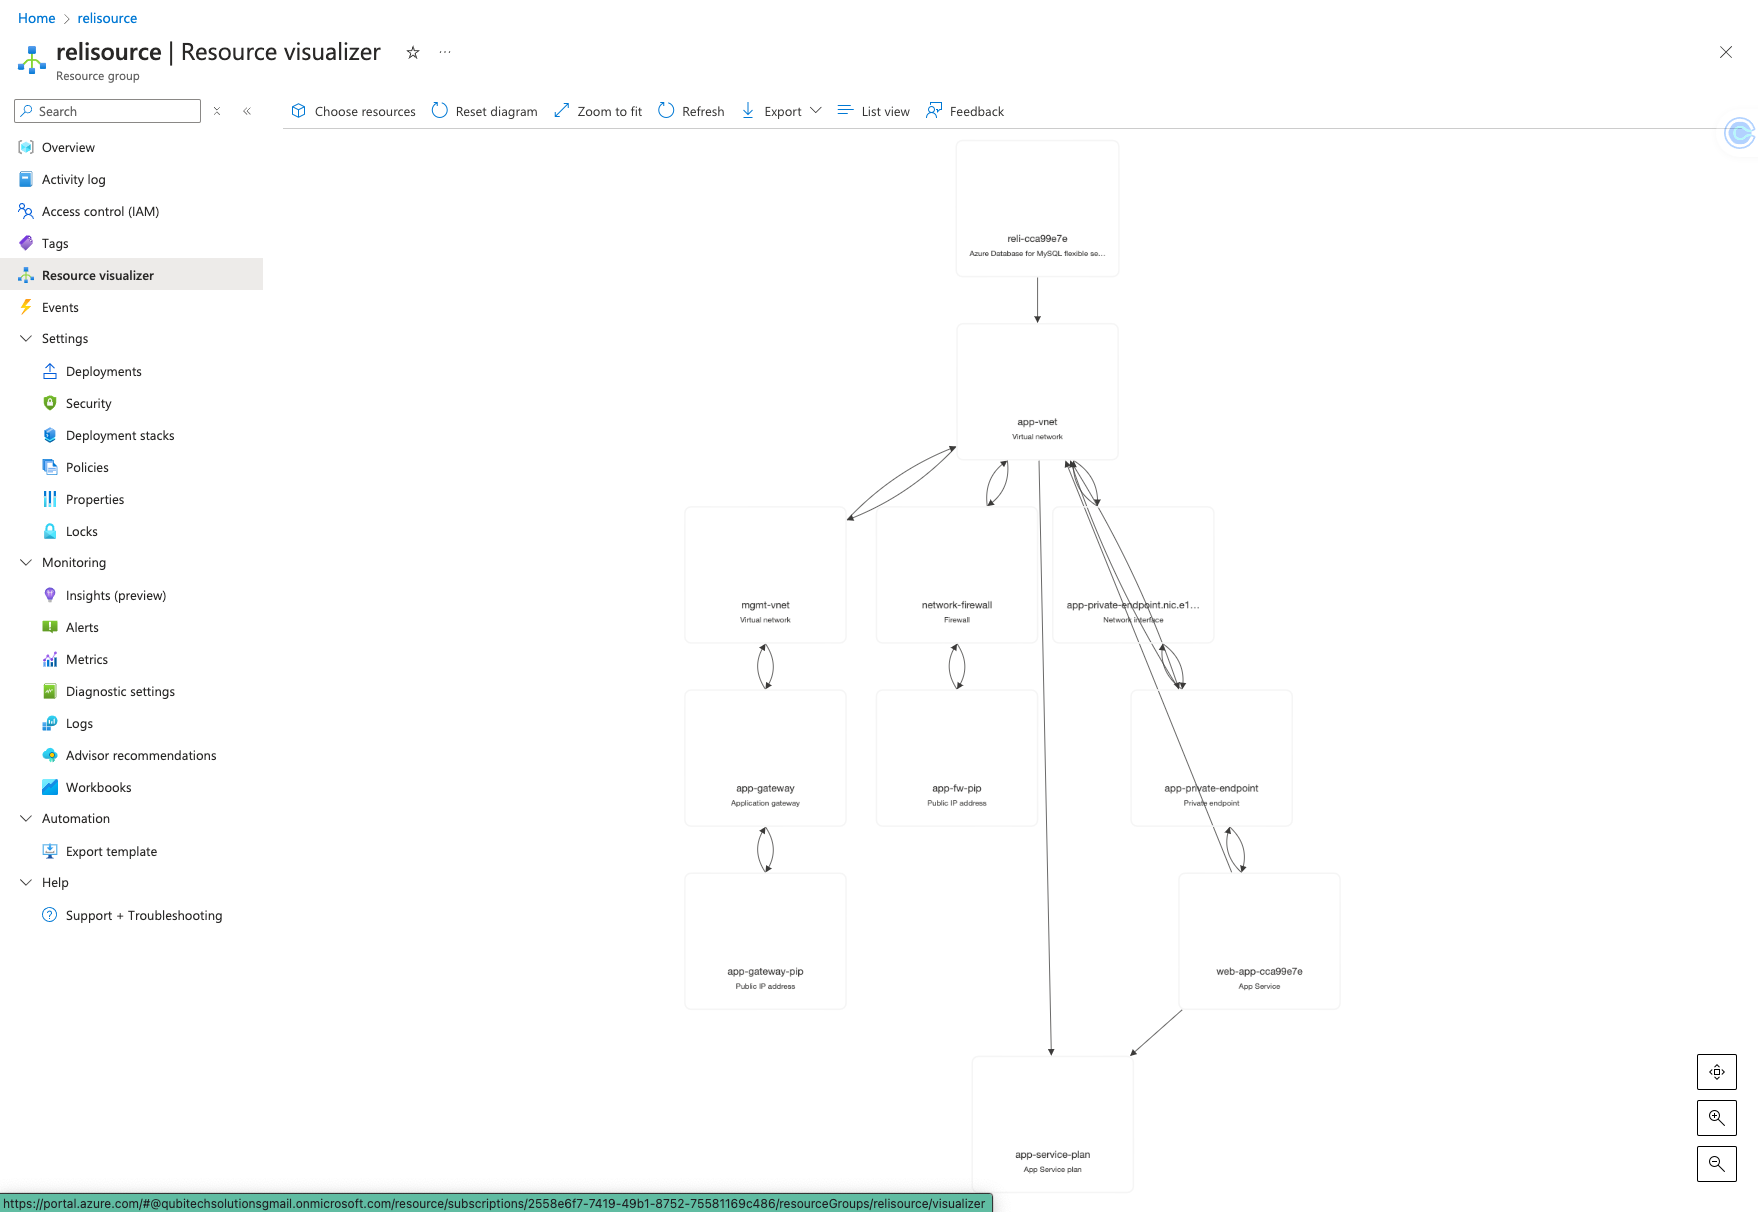 Home > relisource
relisource | Resource visualizer
Resource group
Search
Choose resources
Reset diagram
Zoom to fit
Refresh
Export
List view
Feedback
Overview
Activity log
Access control (IAM)
Tags
Resource visualizer
Events
Settings
Deployments
Security
Deployment stacks
Policies
Properties
Locks
Monitoring
Insights (preview)
Alerts
Metrics
Diagnostic settings
Logs
Advisor recommendations
Workbooks
Automation
Export template
Help
Support + Troubleshooting
reli-cca99e7e
Azure Database for MySQL flexible se...
app-vnet
Virtual network
mgmt-vnet
Virtual network
network-firewall
Firewall
app-private-endpoint.nic.e1...
Network interface
app-gateway
Application gateway
app-fw-pip
Public IP address
app-private-endpoint
Private endpoint
app-gateway-pip
Public IP address
web-app-cca99e7e
App Service
app-service-plan
App Service plan
https://portal.azure.com/#@qubitechsolutionsgmail.onmicrosoft.com/resource/subscriptions/2558e6f7-7419-49b1-8752-75581169c486/resourceGroups/relisource/visualizer